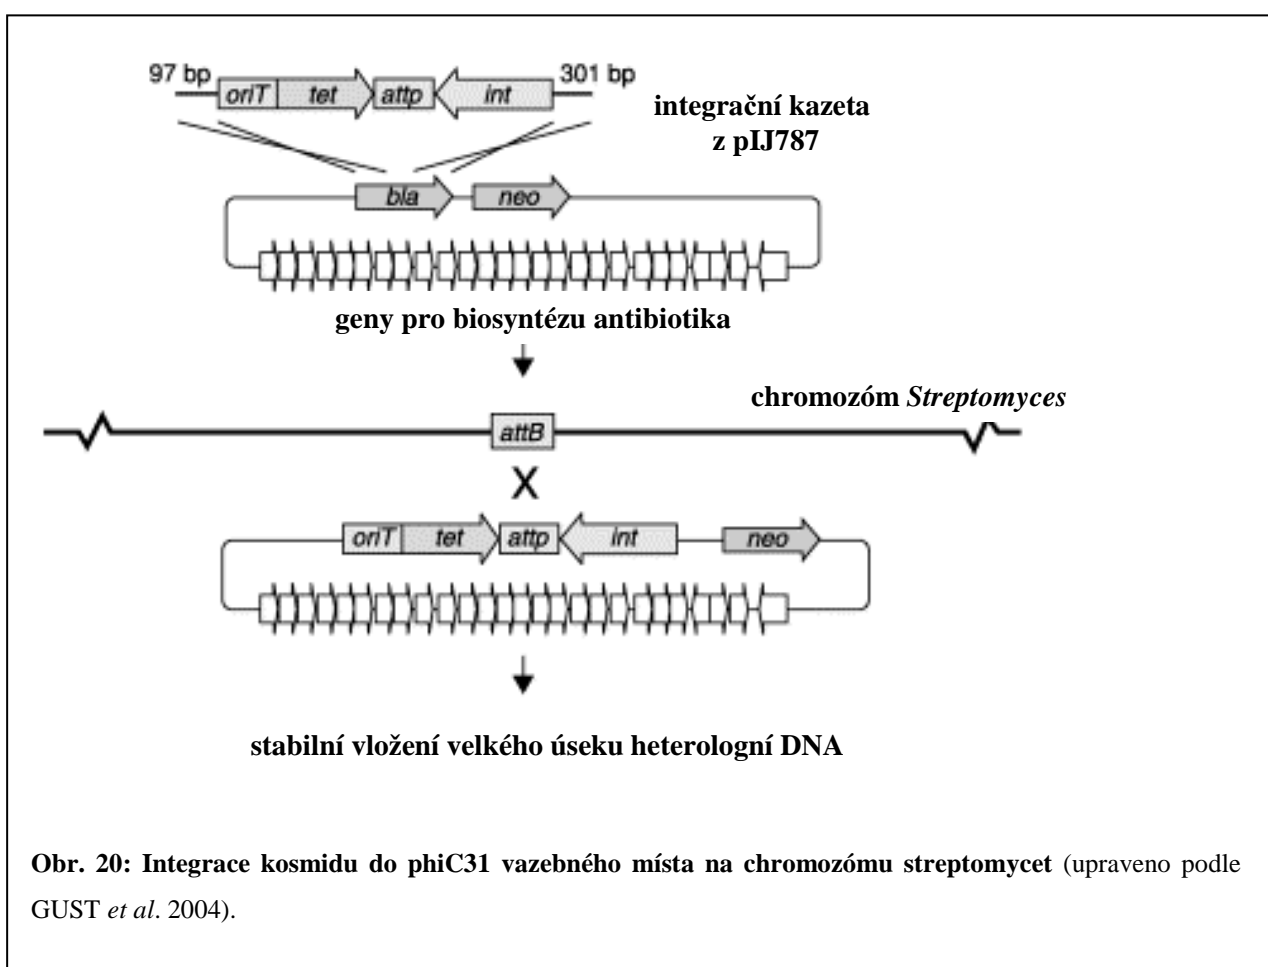 97 bp
301 bp
oriT tet attp int
integrační kazeta
z pIJ787
bla neo
geny pro biosyntézu antibiotika
chromozóm Streptomyces
attB
X
oriT tet attp int neo
stabilní vložení velkého úseku heterologní DNA
Obr. 20: Integrace kosmidu do phiC31 vazebného místa na chromozómu streptomycet (upraveno podle
GUST et al. 2004).